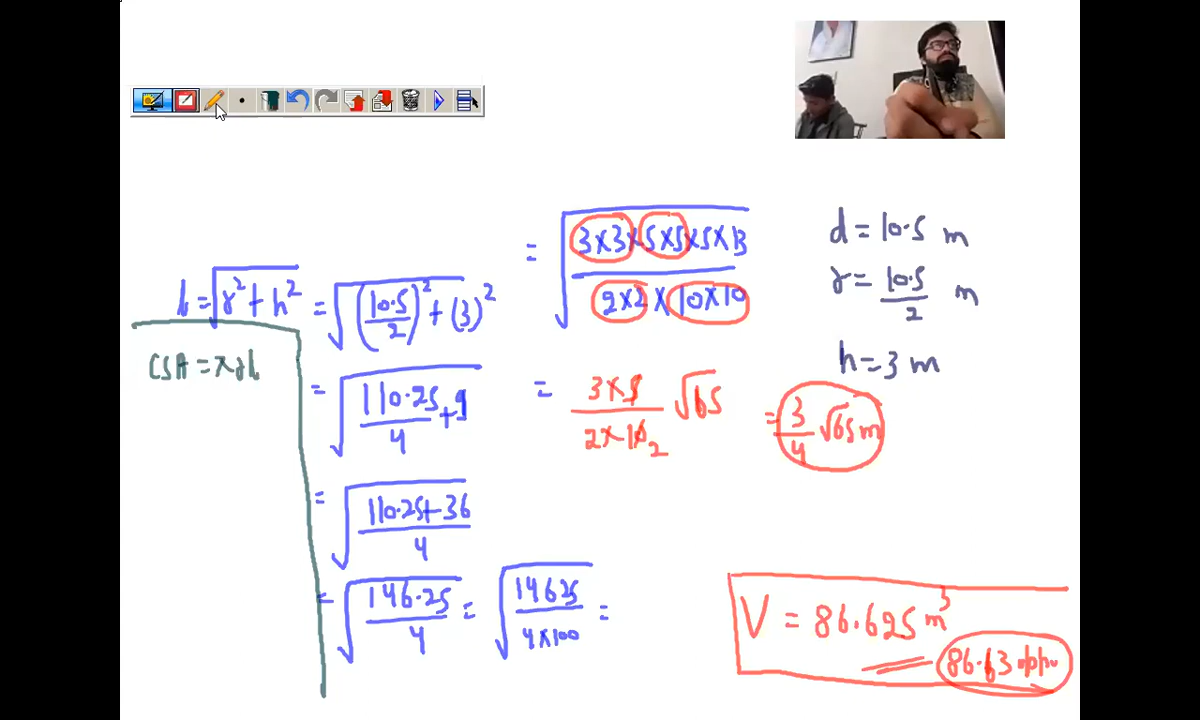 l = √(r² + h²) = √((10.5/2)² + (3)²)
= √(110.25/4 + 9)
= √((110.25 + 36)/4)
= √(146.25/4) = √(14625/(4×100)) =
CSA = πrl
= √((3×3×5×5×5×13)/(2×2×10×10))
= (3×5)/(2×10 2) √65 = 3/4 √65 m
d = 10.5 m
r = 10.5/2 m
h = 3 m
V = 86.625 m³
86.63 appr